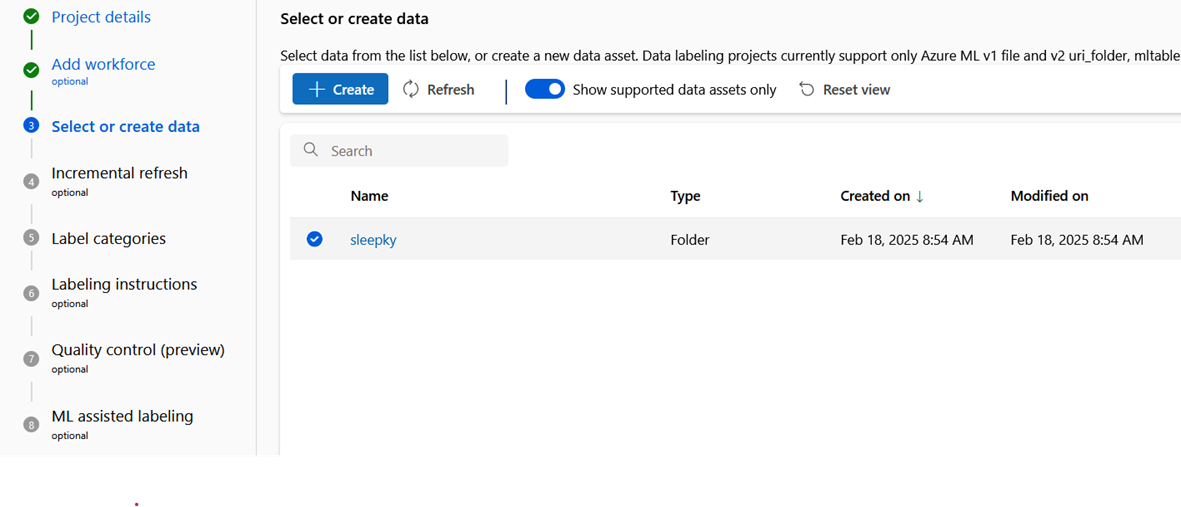 Project details
Add workforce
optional
3 Select or create data
4 Incremental refresh
optional
5 Label categories
6 Labeling instructions
optional
7 Quality control (preview)
optional
8 ML assisted labeling
optional
Select or create data
Select data from the list below, or create a new data asset. Data labeling projects currently support only Azure ML v1 file and v2 uri_folder, mltable
+ Create Refresh | Show supported data assets only Reset view
Search
Name Type Created on ↓ Modified on
sleepky Folder Feb 18, 2025 8:54 AM Feb 18, 2025 8:54 AM